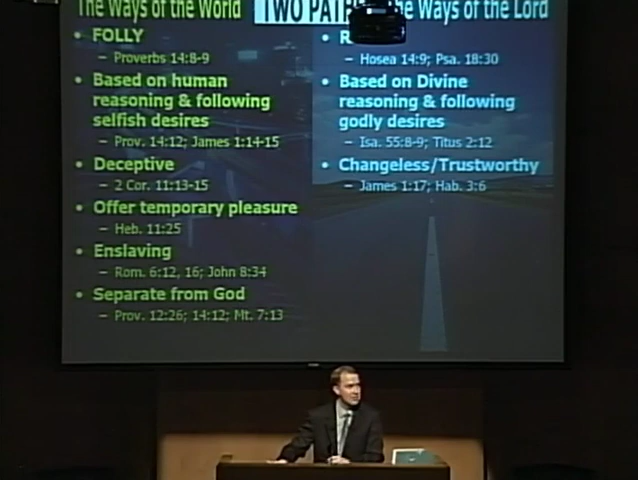 The Ways of the World
TWO PATHS
The Ways of the Lord
• FOLLY
– Proverbs 14:8-9
• Based on human
reasoning & following
selfish desires
– Prov. 14:12; James 1:14-15
• Deceptive
– 2 Cor. 11:13-15
• Offer temporary pleasure
– Heb. 11:25
• Enslaving
– Rom. 6:12, 16; John 8:34
• Separate from God
– Prov. 12:26; 14:12; Mt. 7:13
– Hosea 14:9; Psa. 18:30
• Based on Divine
reasoning & following
godly desires
– Isa. 55:8-9; Titus 2:12
• Changeless/Trustworthy
– James 1:17; Hab. 3:6